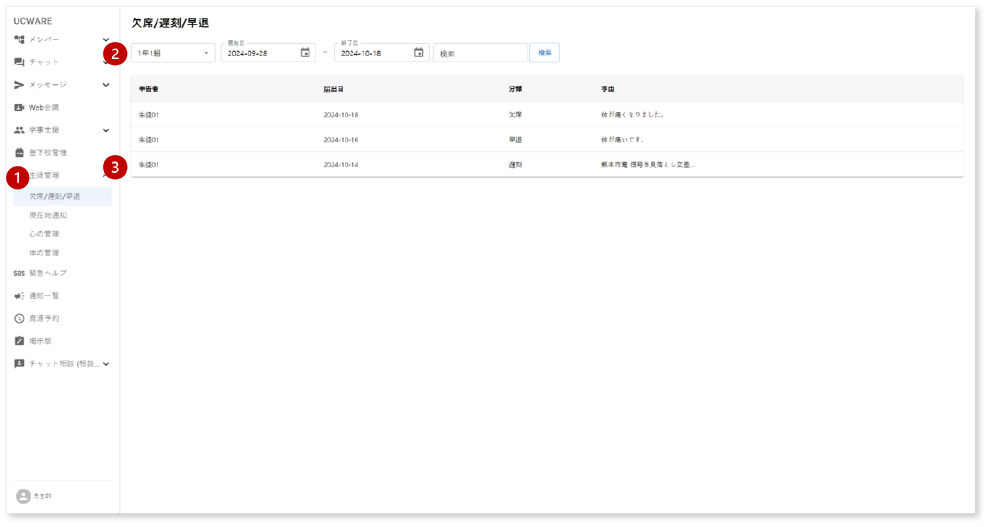 UCWARE
メンバー
チャット
メッセージ
Web会議
学事支援
登下校管理
1
生徒管理
欠席/遅刻/早退
現在地通知
心の管理
体の管理
SOS 緊急ヘルプ
通知一覧
資源予約
掲示板
チャット相談 (相談...
先生01
欠席/遅刻/早退
2
1年1組
開始日
2024-09-28
–
終了日
2024-10-18
検索
検索
申告者 届出日 分類 事由
生徒01 2024-10-18 欠席 体が痛くなりました。
生徒01 2024-10-16 早退 体が痛いです。
3
生徒01 2024-10-14 遅刻 熊本市電 信号を見落とし交差...